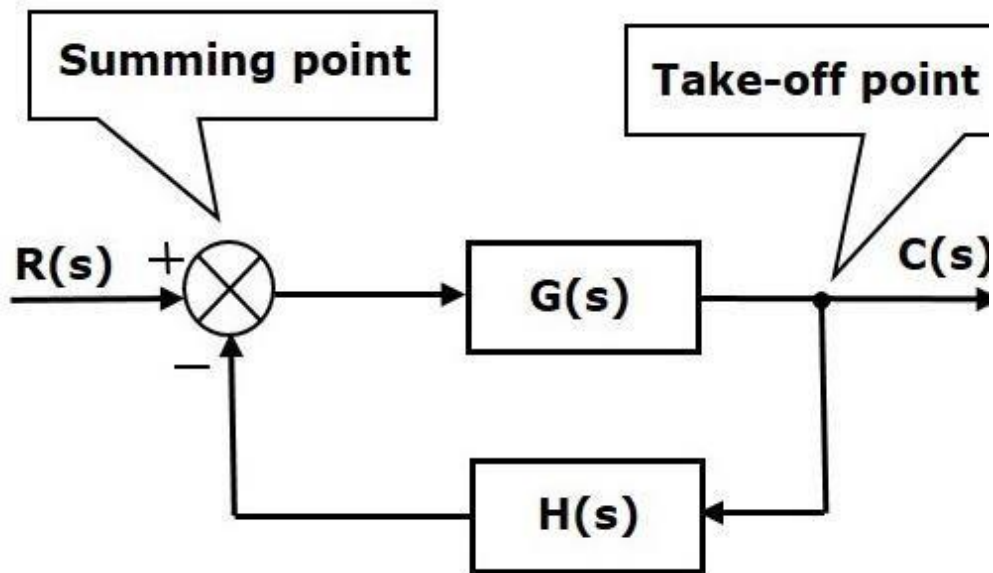 Summing point
Take-off point
R(s)
+
G(s)
C(s)
−
H(s)